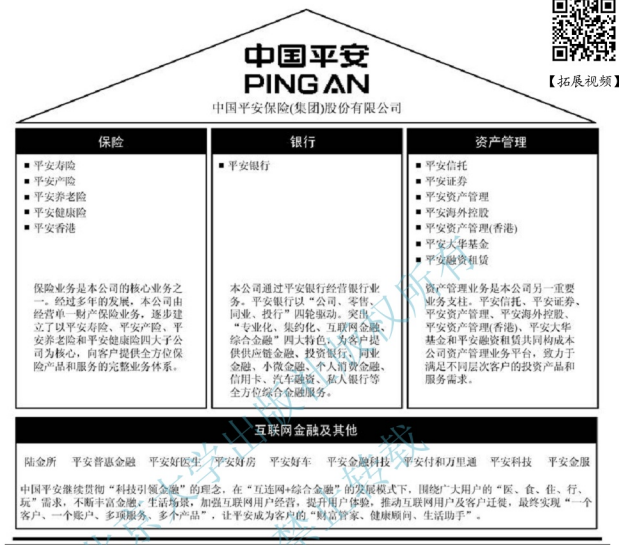 中国平安
PING AN
【拓展视频】
中国平安保险(集团)股份有限公司
保险
■ 平安寿险
■ 平安产险
■ 平安养老险
■ 平安健康险
■ 平安香港
保险业务是本公司的核心业务之
一。经过多年的发展，本公司由
经营单一财产保险业务，逐步建
立了以平安寿险、平安产险、平
安养老险和平安健康险四大子公
司为核心，向客户提供全方位保
险产品和服务的完整业务体系。
银行
■ 平安银行
本公司通过平安银行经营银行业
务。平安银行以“公司、零售、
同业、投行”四轮驱动。突出
“专业化、集约化、互联网金融、
综合金融”四大特色，为客户提
供供应链金融、投资银行、同业
金融、小微金融、个人消费金融、
信用卡、汽车融资、私人银行等
全方位综合金融服务。
资产管理
■ 平安信托
■ 平安证券
■ 平安资产管理
■ 平安海外控股
■ 平安资产管理(香港)
■ 平安大华基金
■ 平安融资租赁
资产管理业务是本公司另一重要
业务支柱。平安信托、平安证券、
平安资产管理、平安海外控股、
平安资产管理(香港)、平安大华
基金和平安融资租赁共同构成本
公司资产管理业务平台，致力于
满足不同层次客户的投资产品和
服务需求。
互联网金融及其他
陆金所 平安普惠金融 平安好医生 平安好房 平安好车 平安金融科技 平安付和万里通 平安科技 平安金服
中国平安继续贯彻“科技引领金融”的理念，在“互连网+综合金融”的发展模式下，围绕广大用户的“医、食、住、行、
玩”需求，不断丰富金融、生活场景，加强互联网用户经营，提升用户体验，推动互联网用户及客户迁徙，最终实现“一个
客户、一个账户、多项服务、多个产品”，让平安成为客户的“财富管家、健康顾问、生活助手”。
北京大学出版社版权所有
禁止转载